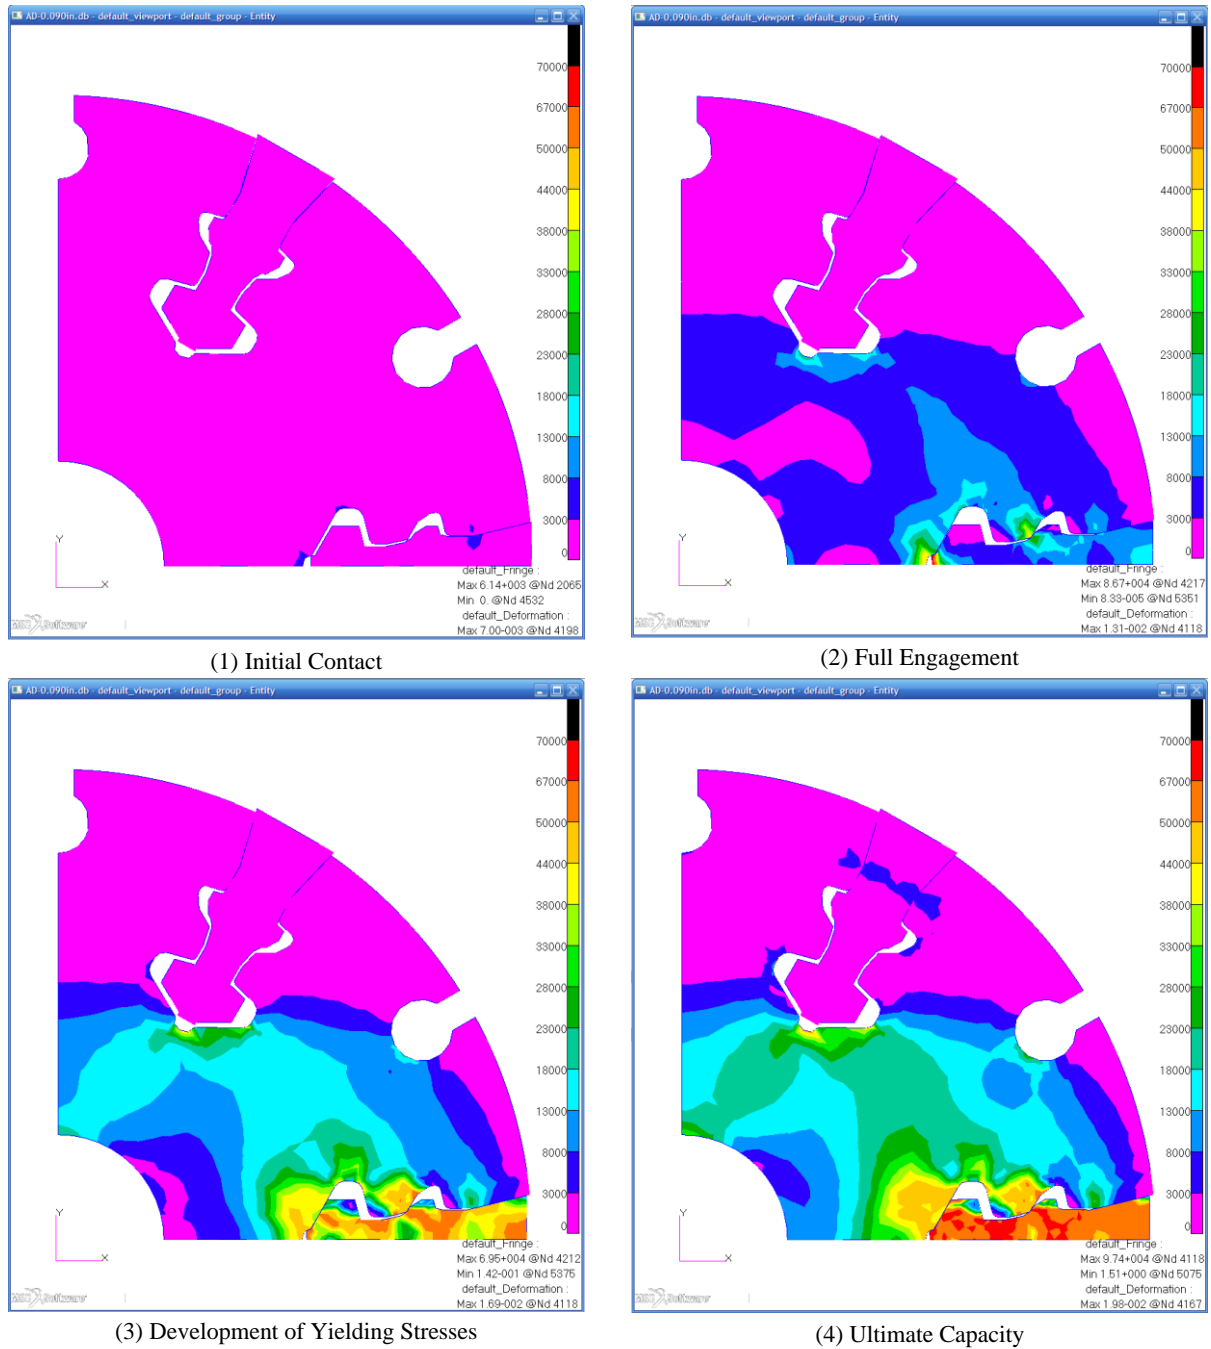 AD-0.090in.db - default_viewport - default_group - Entity
70000
67000
50000
44000
38000
33000
28000
23000
18000
13000
8000
3000
0
Y
X
default_Fringe :
Max 6.14+003 @Nd 2065
Min 0. @Nd 4532
default_Deformation :
Max 7.00-003 @Nd 4198
(1) Initial Contact
AD-0.090in.db - default_viewport - default_group - Entity
70000
67000
50000
44000
38000
33000
28000
23000
18000
13000
8000
3000
0
Y
X
default_Fringe :
Max 8.67+004 @Nd 4217
Min 8.33-005 @Nd 5351
default_Deformation :
Max 1.31-002 @Nd 4118
(2) Full Engagement
AD-0.090in.db - default_viewport - default_group - Entity
70000
67000
50000
44000
38000
33000
28000
23000
18000
13000
8000
3000
0
Y
X
default_Fringe :
Max 6.95+004 @Nd 4212
Min 1.42-001 @Nd 5375
default_Deformation :
Max 1.69-002 @Nd 4118
(3) Development of Yielding Stresses
AD-0.090in.db - default_viewport - default_group - Entity
70000
67000
50000
44000
38000
33000
28000
23000
18000
13000
8000
3000
0
Y
X
default_Fringe :
Max 9.74+004 @Nd 4118
Min 1.51+000 @Nd 5075
default_Deformation :
Max 1.98-002 @Nd 4167
(4) Ultimate Capacity